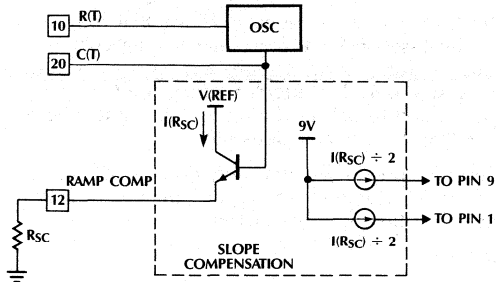 10 R(T)
OSC
20 C(T)
V(REF)
I(RSC)
9V
I(RSC) ÷ 2
TO PIN 9
RAMP COMP
12
TO PIN 1
I(RSC) ÷ 2
RSC
SLOPE
COMPENSATION